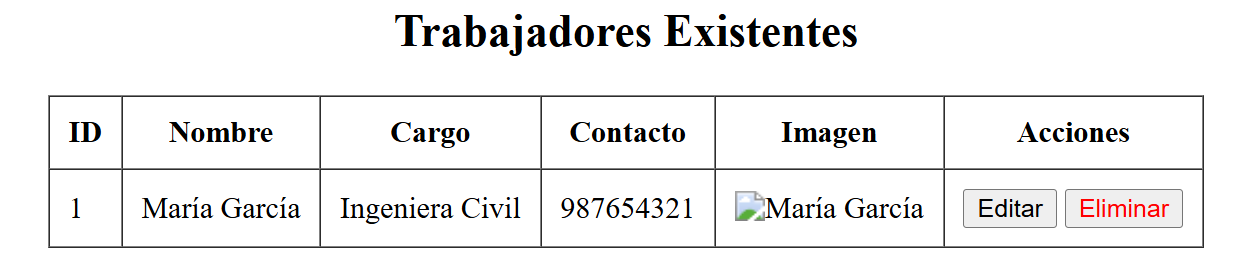 Trabajadores Existentes
ID Nombre Cargo Contacto Imagen Acciones
1 María García Ingeniera Civil 987654321 María García Editar Eliminar